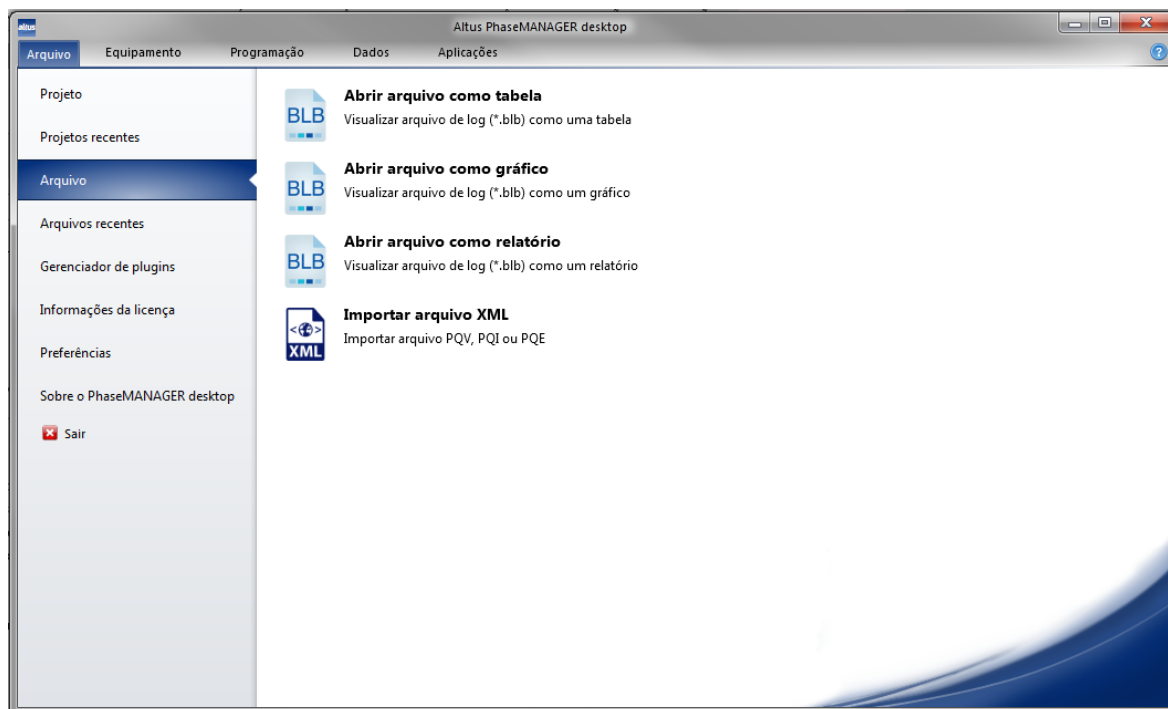 altus
Altus PhaseMANAGER desktop
Arquivo
Equipamento
Programação
Dados
Aplicações
Projeto
Projetos recentes
Arquivo
Arquivos recentes
Gerenciador de plugins
Informações da licença
Preferências
Sobre o PhaseMANAGER desktop
Sair
BLB
Abrir arquivo como tabela
Visualizar arquivo de log (*.blb) como uma tabela
BLB
Abrir arquivo como gráfico
Visualizar arquivo de log (*.blb) como um gráfico
BLB
Abrir arquivo como relatório
Visualizar arquivo de log (*.blb) como um relatório
XML
Importar arquivo XML
Importar arquivo PQV, PQI ou PQE